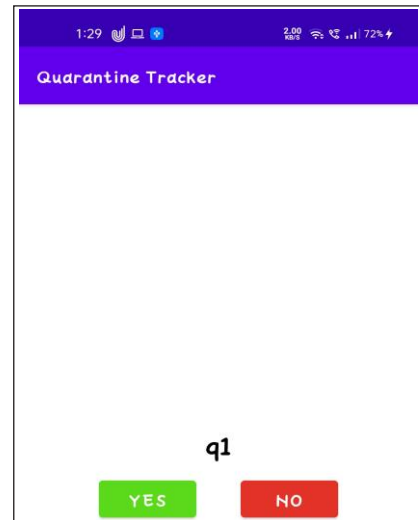 1:29 2.00 KB/S 72%
Quarantine Tracker
q1
YES NO